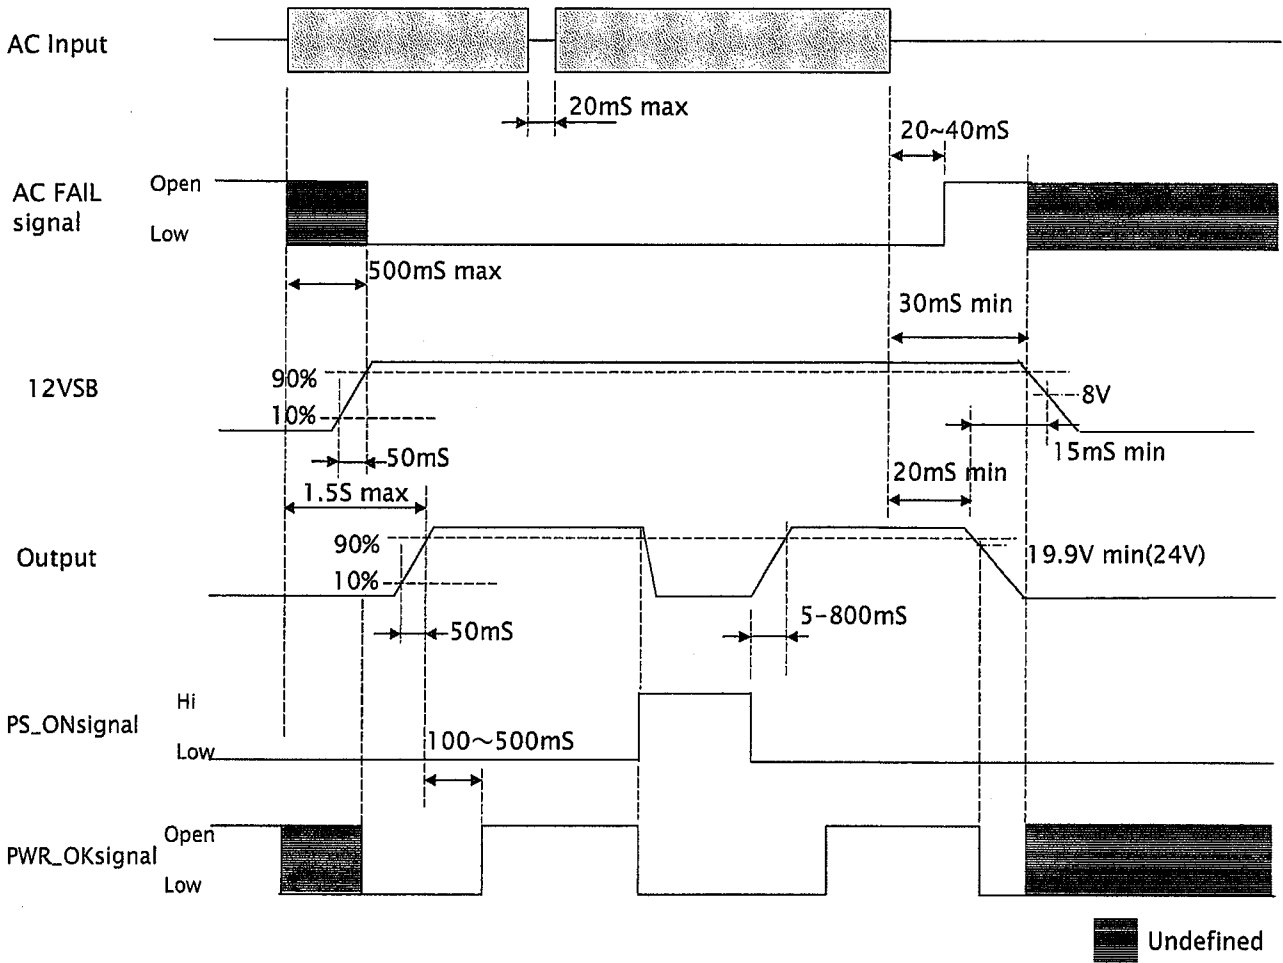 AC Input
20mS max
20~40mS
AC FAIL
signal
Open
Low
500mS max
30mS min
12VSB
90%
10%
8V
50mS
15mS min
20mS min
1.5S max
Output
90%
10%
19.9V min(24V)
50mS
5-800mS
PS_ONsignal
Hi
Low
100~500mS
PWR_OKsignal
Open
Low
Undefined